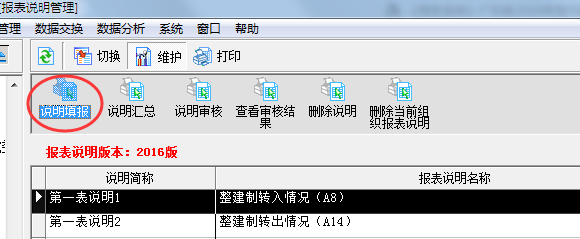 [报表说明管理]
管理 数据交换 数据分析 系统 窗口 帮助
切换 维护 打印
说明填报 说明汇总 说明审核 查看审核结果 删除说明 删除当前组织报表说明
报表说明版本：2016版
说明简称 报表说明名称
第一表说明1 整建制转入情况（A8）
第一表说明2 整建制转出情况（A14）